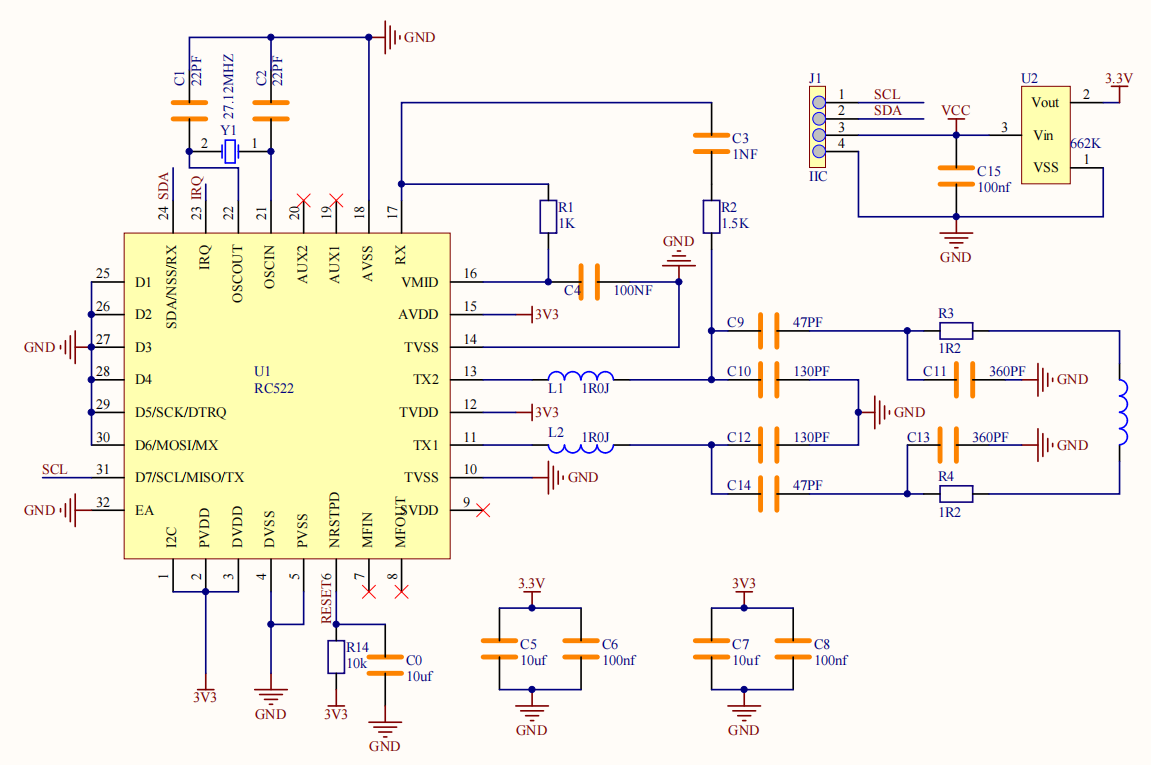 GND
C1
22PF
27.12MHZ
C2
22PF
Y1
2
1
SDA
IRQ
24
23
22
21
20
19
18
17
SDA/NSS/RX
IRQ
OSCOUT
OSCIN
AUX2
AUX1
AVSS
RX
C3
1NF
R1
1K
R2
1.5K
J1
1
SCL
2
SDA
3
4
IIC
VCC
C15
100nf
GND
U2
Vout
2
3.3V
3
Vin
662K
VSS
1
GND
25
D1
26
D2
GND
27
D3
28
D4
29
D5/SCK/DTRQ
30
D6/MOSI/MX
SCL
31
D7/SCL/MISO/TX
GND
32
EA
U1
RC522
VMID
16
C4
100NF
AVDD
15
3V3
TVSS
14
TX2
13
L1
1R0J
TVDD
12
3V3
TX1
11
L2
1R0J
TVSS
10
GND
SVDD
9
C9
47PF
C10
130PF
GND
C12
130PF
C14
47PF
R3
1R2
C11
360PF
GND
C13
360PF
GND
R4
1R2
I2C
PVDD
DVDD
DVSS
PVSS
NRSTPD
MFIN
MFOUT
1
2
3
4
5
RESET
6
7
8
3V3
GND
R14
10k
3V3
C0
10uf
GND
3.3V
C5
10uf
C6
100nf
GND
3V3
C7
10uf
C8
100nf
GND